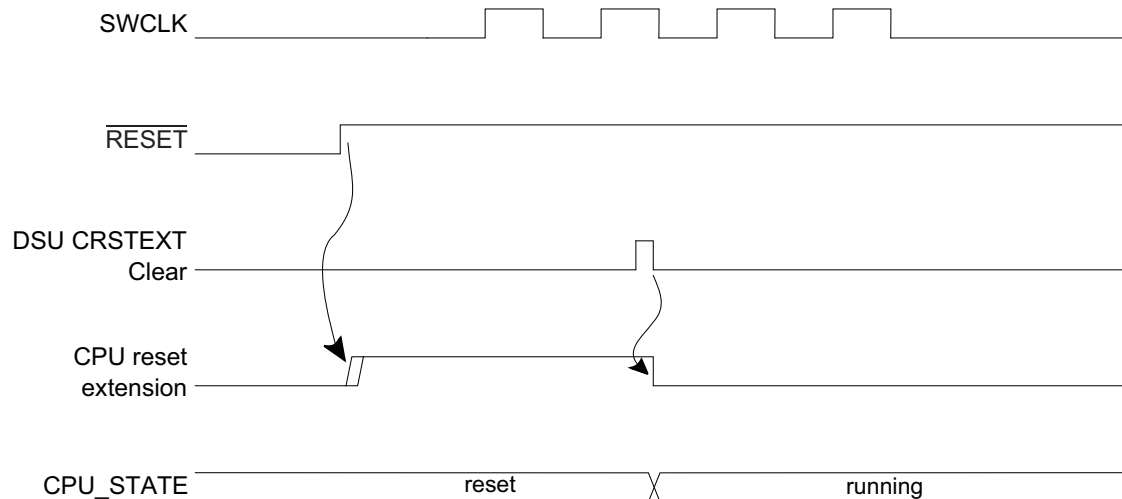 SWCLK
RESET
DSU CRSTEXT
Clear
CPU reset
extension
CPU_STATE reset running